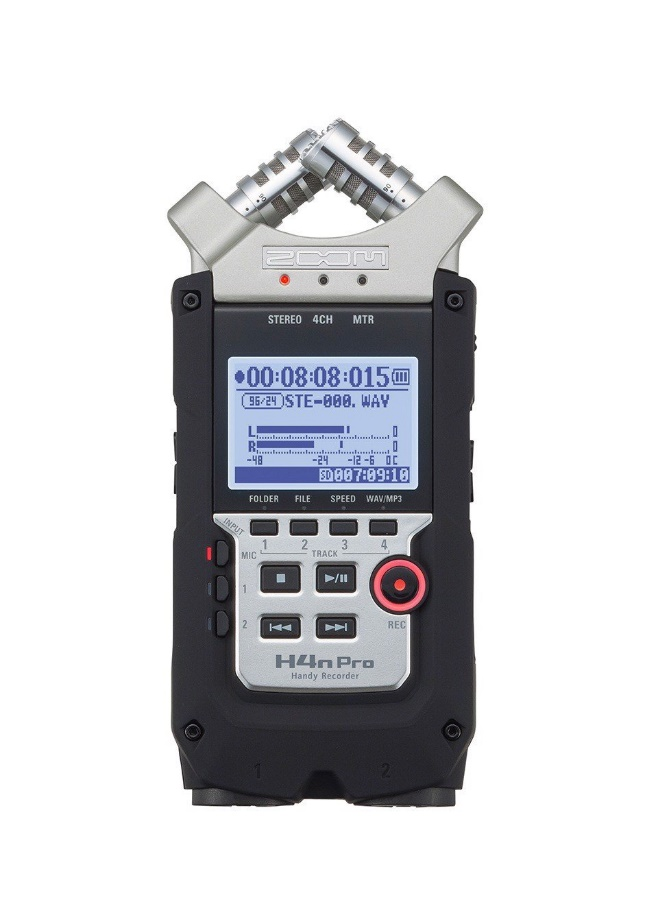 ZOOM
STEREO 4CH MTR
00:08:08:015
96/24 STE-000.WAV
L 0
R 0
-48 -24 -12 -6 0 C
SD 007:09:10
FOLDER FILE SPEED WAV/MP3
INPUT
1 2 3 4
MIC
TRACK
1
2
REC
H4n Pro
Handy Recorder
1 2